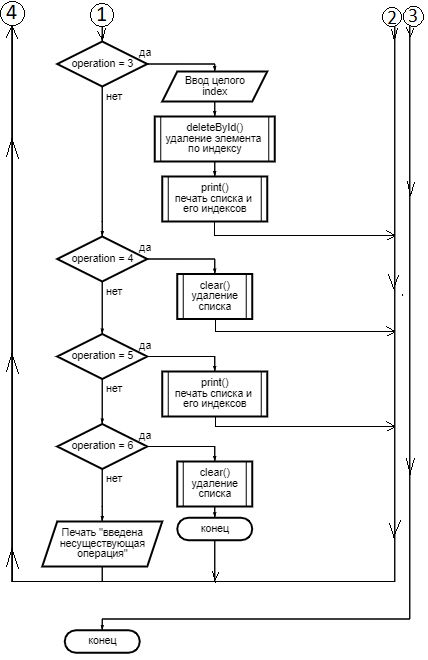 4
1
2
3
operation = 3
да
нет
Ввод целого
index
deleteById()
удаление элемента
по индексу
print()
печать списка и
его индексов
operation = 4
да
нет
clear()
удаление
списка
operation = 5
да
нет
print()
печать списка и
его индексов
operation = 6
да
нет
clear()
удаление
списка
конец
Печать "введена
несуществующая
операция"
конец